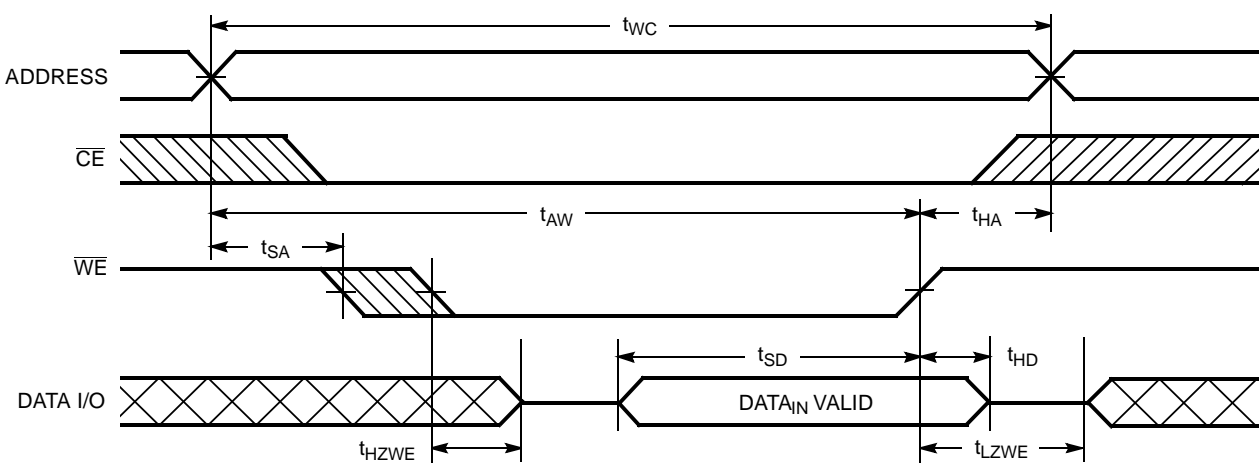 tWC
ADDRESS
CE
tAW
tHA
tSA
WE
tSD
tHD
DATA I/O
DATAIN VALID
tHZWE
tLZWE